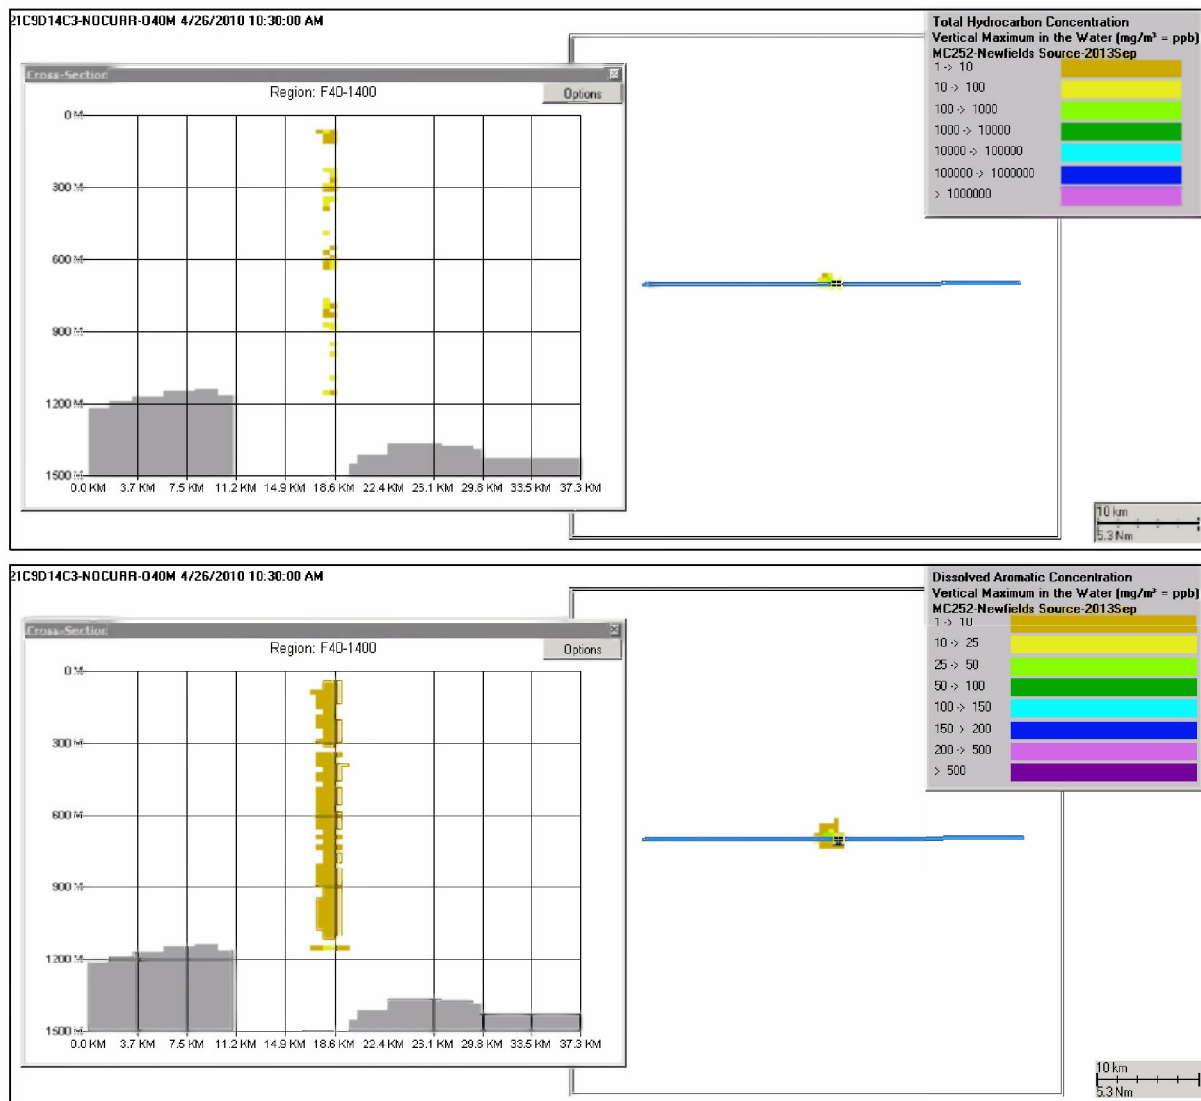 21C9D14C3-NOCURR-O40M 4/26/2010 10:30:00 AM
Total Hydrocarbon Concentration
Vertical Maximum in the Water (mg/m³ = ppb)
MC252-Newfields Source-2013Sep
1 -> 10
10 -> 100
100 -> 1000
1000 -> 10000
10000 -> 100000
100000 -> 1000000
> 1000000
Cross-Section
Region: F40-1400
Options
0 M
300 M
600 M
900 M
1200 M
1500 M
0.0 KM 3.7 KM 7.5 KM 11.2 KM 14.9 KM 18.6 KM 22.4 KM 26.1 KM 29.8 KM 33.5 KM 37.3 KM
10 km
5.3 Nm
21C9D14C3-NOCURR-O40M 4/26/2010 10:30:00 AM
Dissolved Aromatic Concentration
Vertical Maximum in the Water (mg/m³ = ppb)
MC252-Newfields Source-2013Sep
1 -> 10
10 -> 25
25 -> 50
50 -> 100
100 -> 150
150 -> 200
200 -> 500
> 500
Cross-Section
Region: F40-1400
Options
0 M
300 M
600 M
900 M
1200 M
1500 M
0.0 KM 3.7 KM 7.5 KM 11.2 KM 14.9 KM 18.6 KM 22.4 KM 26.1 KM 29.8 KM 33.5 KM 37.3 KM
10 km
5.3 Nm